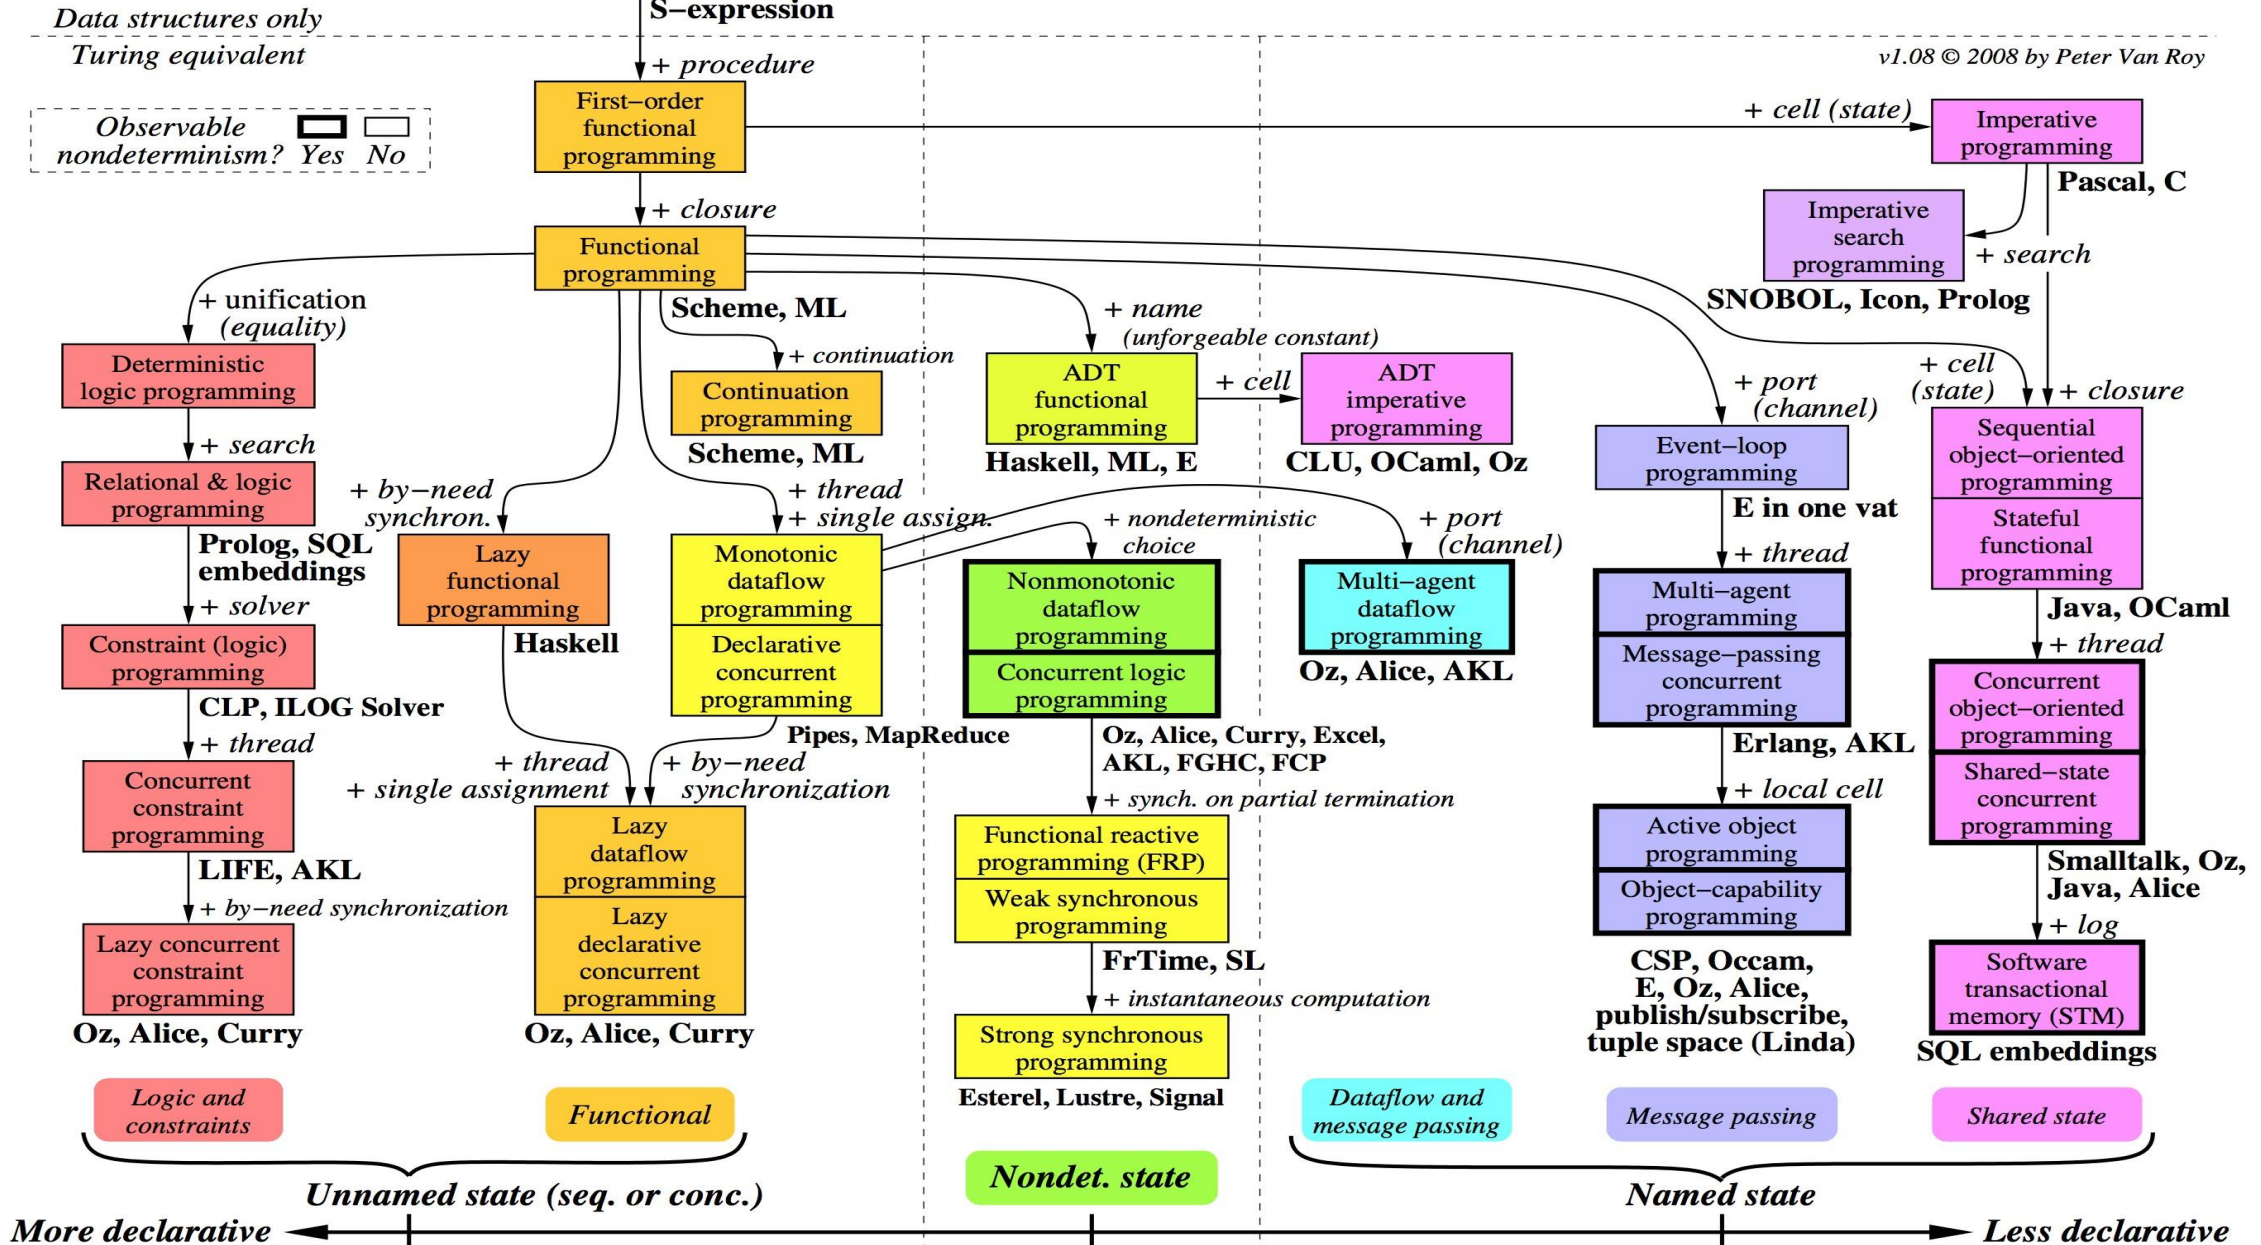 Data structures only
S−expression
Turing equivalent
v1.08 © 2008 by Peter Van Roy
+ procedure
Observable
nondeterminism? Yes No
First−order
functional
programming
+ cell (state)
Imperative
programming
Pascal, C
+ closure
Functional
programming
Scheme, ML
Imperative
search
programming
+ search
SNOBOL, Icon, Prolog
+ unification
(equality)
Deterministic
logic programming
+ search
Relational & logic
programming
Prolog, SQL
embeddings
+ solver
Constraint (logic)
programming
CLP, ILOG Solver
+ thread
Concurrent
constraint
programming
LIFE, AKL
+ by−need synchronization
Lazy concurrent
constraint
programming
Oz, Alice, Curry
+ continuation
Continuation
programming
Scheme, ML
+ by−need
synchron.
Lazy
functional
programming
Haskell
+ thread
+ single assign.
Monotonic
dataflow
programming
Declarative
concurrent
programming
Pipes, MapReduce
+ thread
+ single assignment
+ by−need
synchronization
Lazy
dataflow
programming
Lazy
declarative
concurrent
programming
Oz, Alice, Curry
+ name
(unforgeable constant)
ADT
functional
programming
Haskell, ML, E
+ cell
ADT
imperative
programming
CLU, OCaml, Oz
+ nondeterministic
choice
Nonmonotonic
dataflow
programming
Concurrent logic
programming
Oz, Alice, Curry, Excel,
AKL, FGHC, FCP
+ synch. on partial termination
Functional reactive
programming (FRP)
Weak synchronous
programming
FrTime, SL
+ instantaneous computation
Strong synchronous
programming
Esterel, Lustre, Signal
+ port
(channel)
Multi−agent
dataflow
programming
Oz, Alice, AKL
+ port
(channel)
Event−loop
programming
E in one vat
+ thread
Multi−agent
programming
Message−passing
concurrent
programming
Erlang, AKL
+ local cell
Active object
programming
Object−capability
programming
CSP, Occam,
E, Oz, Alice,
publish/subscribe,
tuple space (Linda)
+ cell
(state)
+ closure
Sequential
object−oriented
programming
Stateful
functional
programming
Java, OCaml
+ thread
Concurrent
object−oriented
programming
Shared−state
concurrent
programming
Smalltalk, Oz,
Java, Alice
+ log
Software
transactional
memory (STM)
SQL embeddings
Logic and
constraints
Functional
Dataflow and
message passing
Message passing
Shared state
Unnamed state (seq. or conc.)
Nondet. state
Named state
More declarative
Less declarative